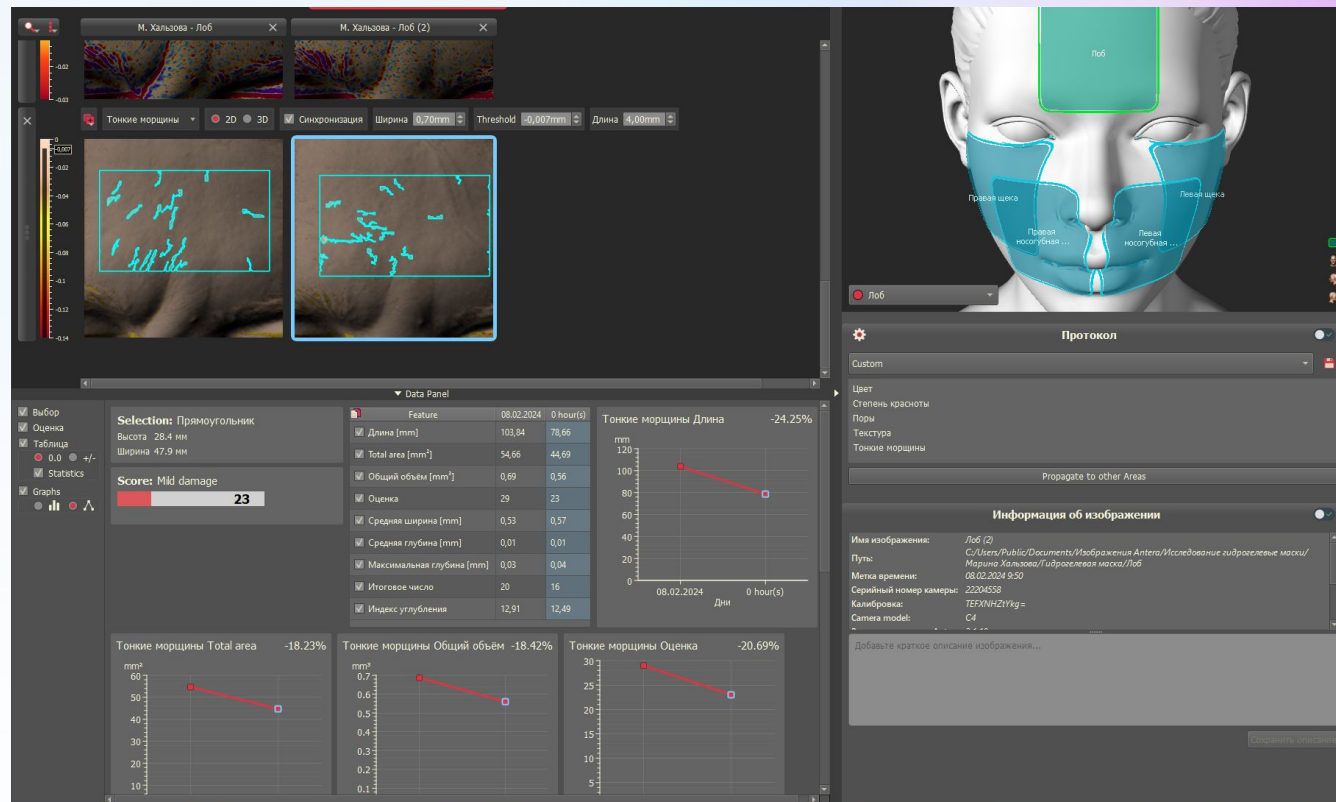 М. Хальзова - Лоб
М. Хальзова - Лоб (2)
-0.02
-0.03
Тонкие морщины
2D
3D
Синхронизация
Ширина 0,70mm
Threshold -0,007mm
Длина 4,00mm
0
-0,007
-0.02
-0.04
-0.06
-0.08
-0.1
-0.12
-0.14
Лоб
Правая щека
Левая щека
Правая
носогубная ...
Левая
носогубная ...
Лоб
Протокол
Custom
Цвет
Степень красноты
Поры
Текстура
Тонкие морщины
Propagate to other Areas
Информация об изображении
Имя изображения: Лоб (2)
Путь: C:/Users/Public/Documents/Изображения Antera/Исследование гидрогелевые маски/
Марина Хальзова/Гидрогелевая маска/Лоб
Метка времени: 08.02.2024 9:50
Серийный номер камеры: 22204558
Калибровка: TEFXNHZtYkg=
Camera model: C4
Добавьте краткое описание изображения...
Сохранить описание
Data Panel
Выбор
Оценка
Таблица
0.0 +/-
Statistics
Graphs
Selection: Прямоугольник
Высота 28.4 мм
Ширина 47.9 мм
Score: Mild damage
23
Feature 08.02.2024 0 hour(s)
Длина [mm] 103,84 78,66
Total area [mm²] 54,66 44,69
Общий объём [mm³] 0,69 0,56
Оценка 29 23
Средняя ширина [mm] 0,53 0,57
Средняя глубина [mm] 0,01 0,01
Максимальная глубина [mm] 0,03 0,04
Итоговое число 20 16
Индекс углубления 12,91 12,49
Тонкие морщины Длина -24.25%
mm
120
100
80
60
40
20
0
08.02.2024 0 hour(s)
Дни
Тонкие морщины Total area -18.23%
mm²
60
50
40
30
20
10
Тонкие морщины Общий объём -18.42%
mm³
0.7
0.6
0.5
0.4
0.3
0.2
0.1
Тонкие морщины Оценка -20.69%
30
25
20
15
10
5